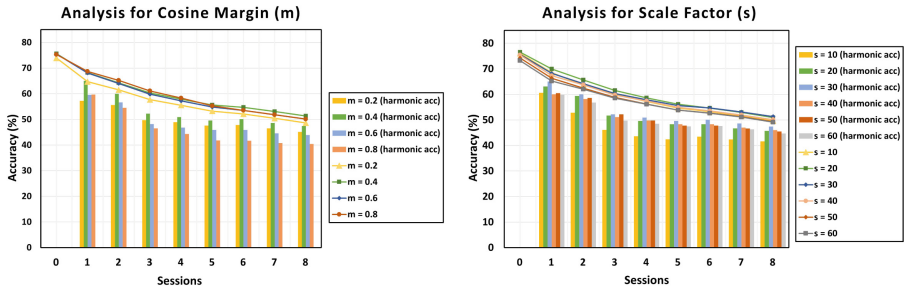 Analysis for Cosine Margin (m)
80
70
60
50
40
30
20
10
0
Accuracy (%)
0 1 2 3 4 5 6 7 8
Sessions
m = 0.2 (harmonic acc)
m = 0.4 (harmonic acc)
m = 0.6 (harmonic acc)
m = 0.8 (harmonic acc)
m = 0.2
m = 0.4
m = 0.6
m = 0.8
Analysis for Scale Factor (s)
80
70
60
50
40
30
20
10
0
Accuracy (%)
0 1 2 3 4 5 6 7 8
Sessions
s = 10 (harmonic acc)
s = 20 (harmonic acc)
s = 30 (harmonic acc)
s = 40 (harmonic acc)
s = 50 (harmonic acc)
s = 60 (harmonic acc)
s = 10
s = 20
s = 30
s = 40
s = 50
s = 60